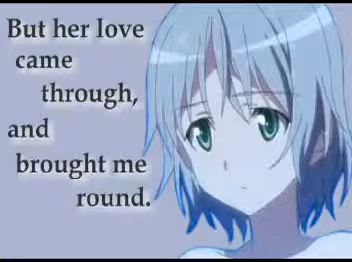 But her love
came
through,
and
brought me
round.